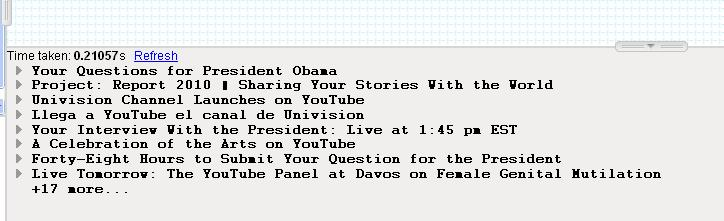 Time taken: 0.21057s Refresh
Your Questions for President Obama
Project: Report 2010 ▮ Sharing Your Stories With the World
Univision Channel Launches on YouTube
Llega a YouTube el canal de Univision
Your Interview With the President: Live at 1:45 pm EST
A Celebration of the Arts on YouTube
Forty-Eight Hours to Submit Your Question for the President
Live Tomorrow: The YouTube Panel at Davos on Female Genital Mutilation
+17 more...